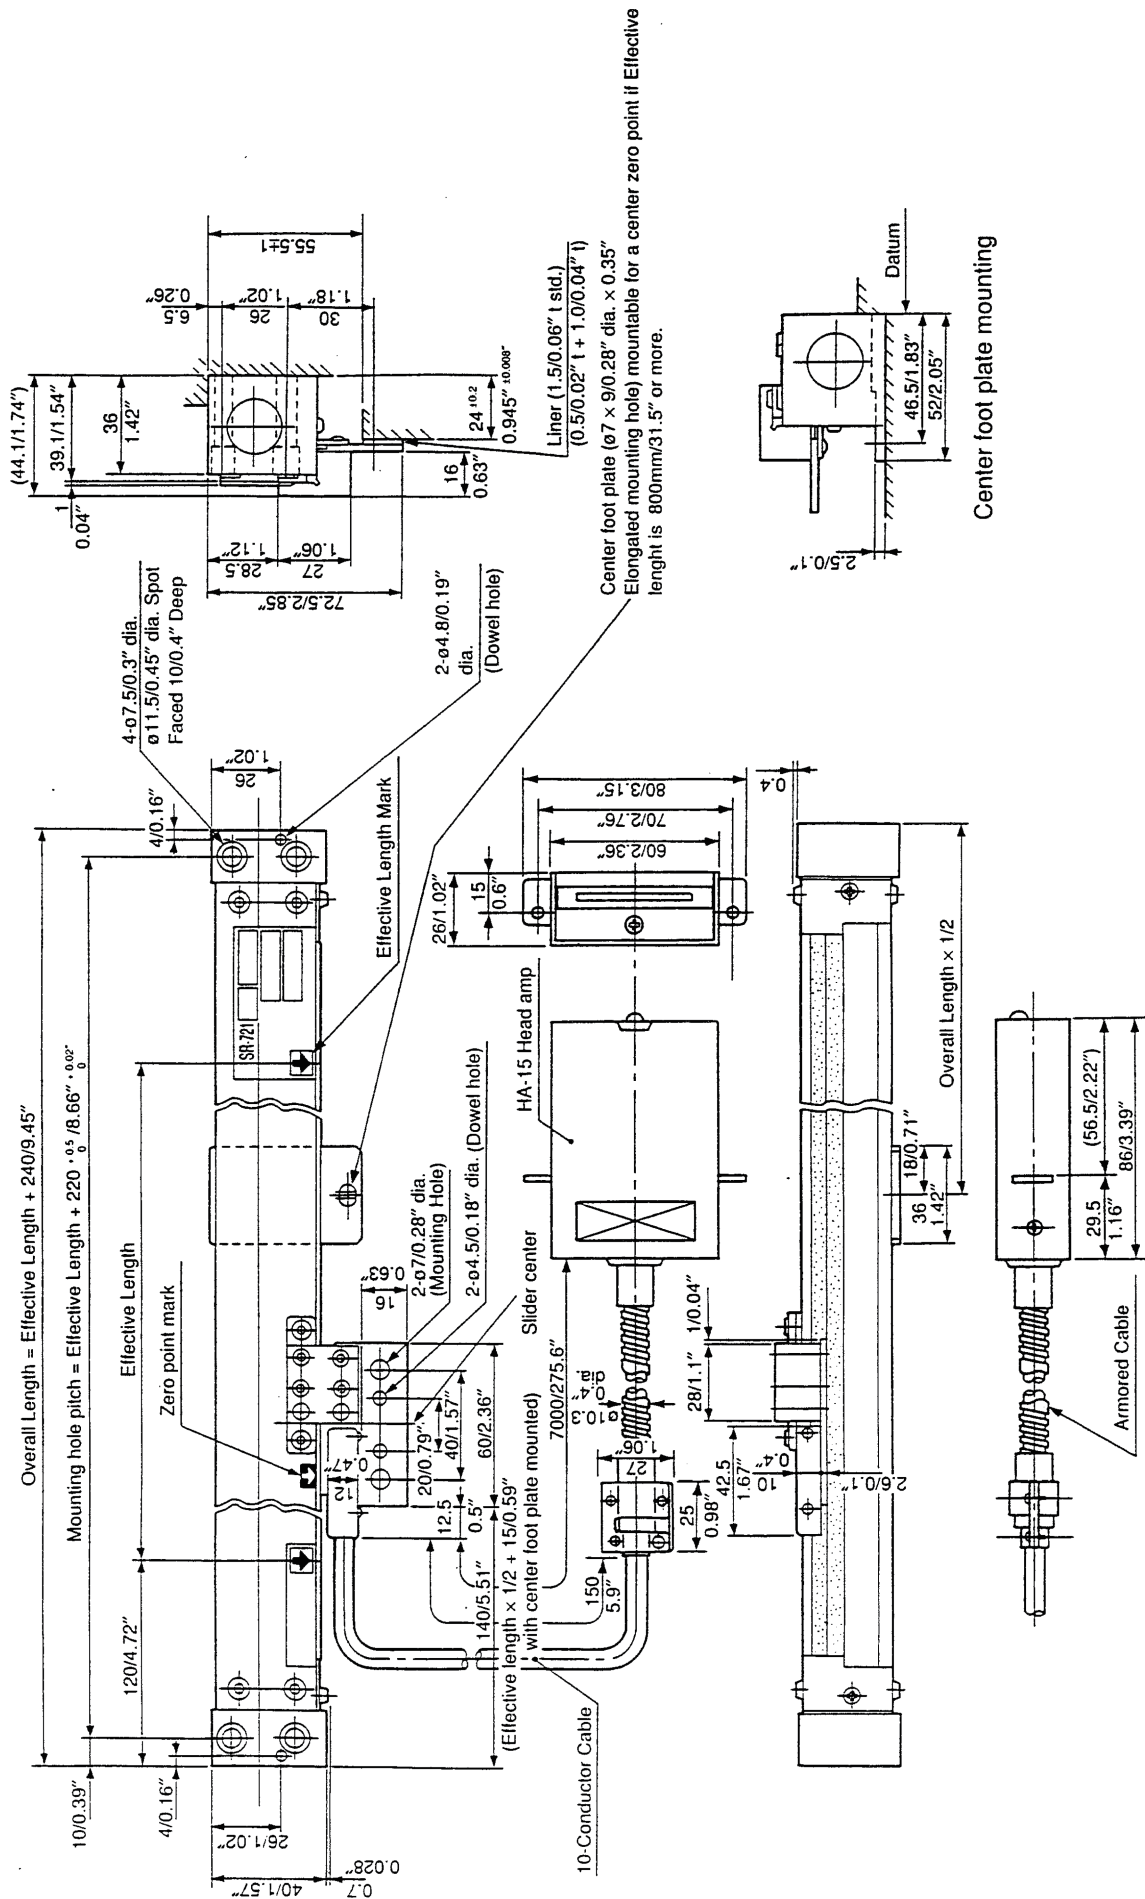 Overall Length = Effective Length + 240/9.45"
Mounting hole pitch = Effective Length + 220 +0.5 0 /8.66" +0.02" 0
Effective Length
Zero point mark
120/4.72"
10/0.39"
4/0.16"
26/1.02"
40/1.57"
0.7
0.028"
SR-721
4/0.16"
26
1.02"
4-ø7.5/0.3" dia.
ø11.5/0.45" dia. Spot
Faced 10/0.4" Deep
2-ø4.8/0.19"
dia.
(Dowel hole)
Effective Length Mark
2-ø7/0.28" dia.
(Mounting Hole)
2-ø4.5/0.18" dia. (Dowel hole)
Slider center
16
0.63"
12
0.47"
20/0.79"
40/1.57"
60/2.36"
12.5
0.5"
140/5.51"
(Effective length × 1/2 + 15/0.59"
with center foot plate mounted)
7000/275.6"
150
5.9"
10-Conductor Cable
27
1.06"
25
0.98"
ø10.3
0.4"
dia.
HA-15 Head amp
26/1.02"
15
0.6"
60/2.36"
70/2.76"
80/3.15"
(44.1/1.74")
39.1/1.54"
36
1.42"
1
0.04"
6.5
0.26"
26
1.02"
30
1.18"
55.5±1
28.5
1.12"
27
1.06"
72.5/2.85"
16
0.63"
24 ±0.2
0.945" ±0.008"
Liner (1.5/0.06" t std.)
(0.5/0.02" t + 1.0/0.04" t)
Center foot plate (ø7 × 9/0.28" dia. × 0.35"
Elongated mounting hole) mountable for a center zero point if Effective
lenght is 800mm/31.5" or more.
0.4
1/0.04"
28/1.1"
42.5
1.67"
10
0.4"
2.6/0.1"
18/0.71"
36
1.42"
Overall Length × 1/2
Datum
46.5/1.83"
52/2.05"
2.5/0.1"
Center foot plate mounting
(56.5/2.22")
29.5
1.16"
86/3.39"
Armored Cable